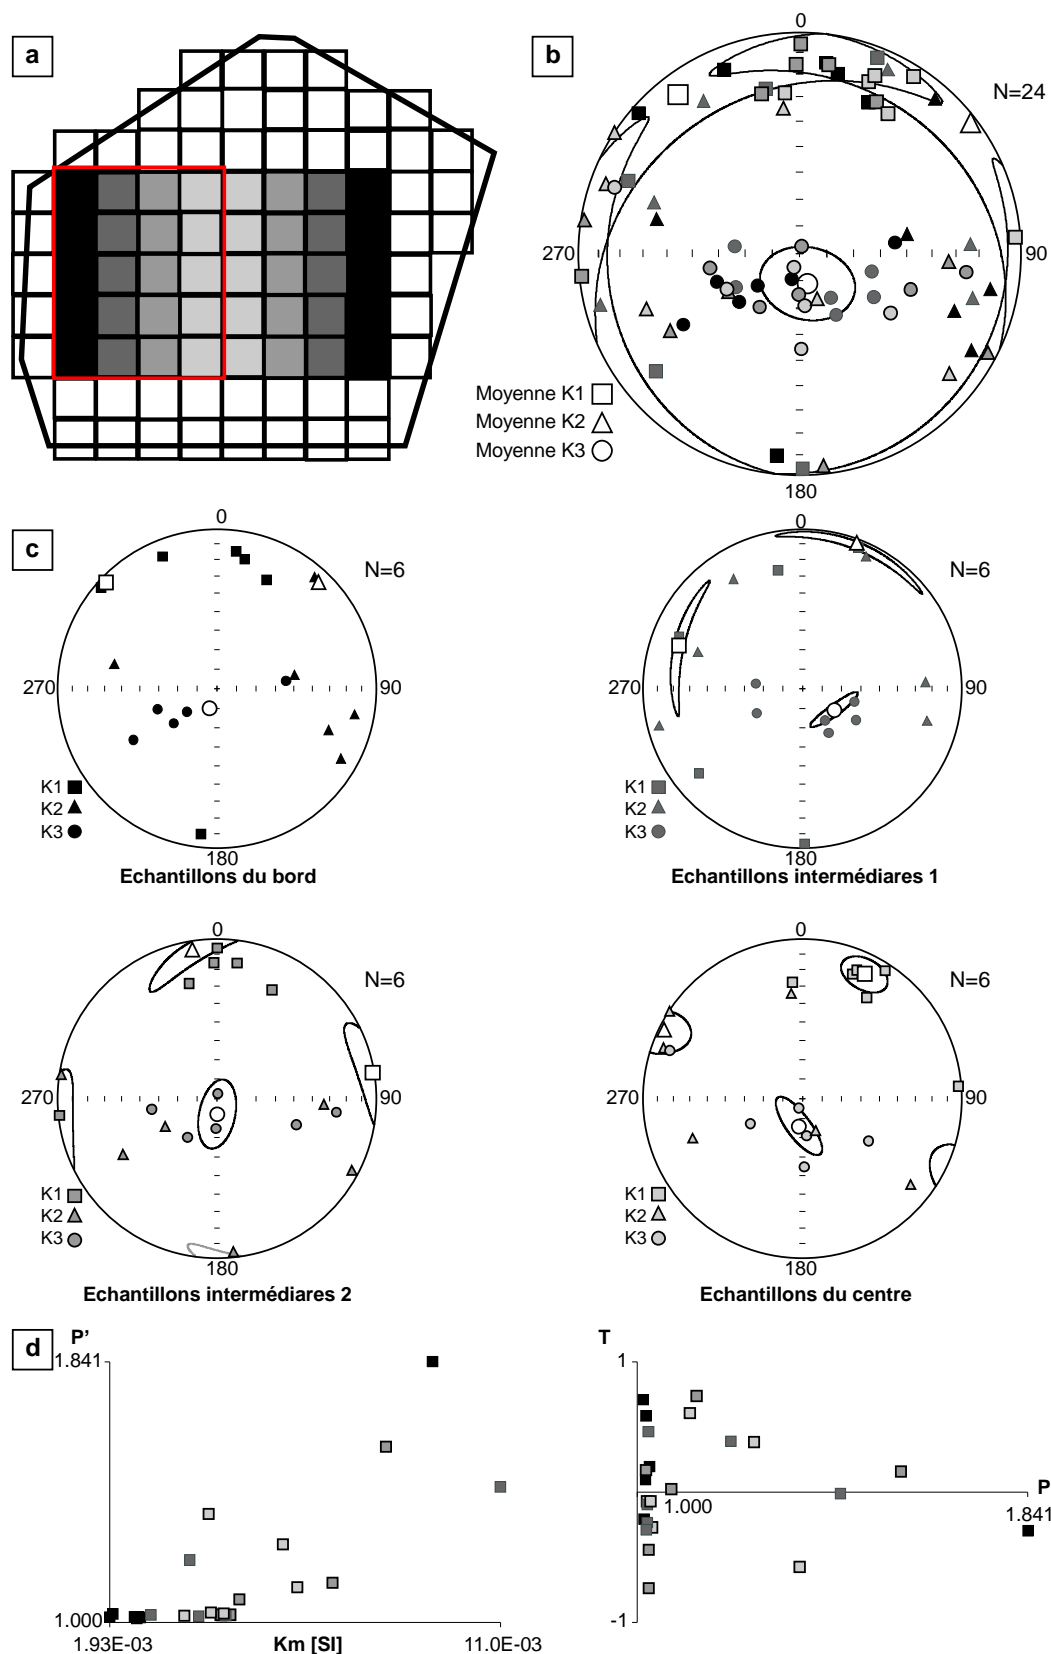 a
b
0
N=24
270
90
180
Moyenne K1
Moyenne K2
Moyenne K3
c
0
N=6
270
90
K1
K2
K3
180
Echantillons du bord
0
N=6
270
90
K1
K2
K3
180
Echantillons intermédiares 1
0
N=6
270
90
K1
K2
K3
180
Echantillons intermédiares 2
0
N=6
270
90
K1
K2
K3
180
Echantillons du centre
d
P’
1.841
1.000
1.93E-03
Km [SI]
11.0E-03
T
1
P
1.000
1.841
-1